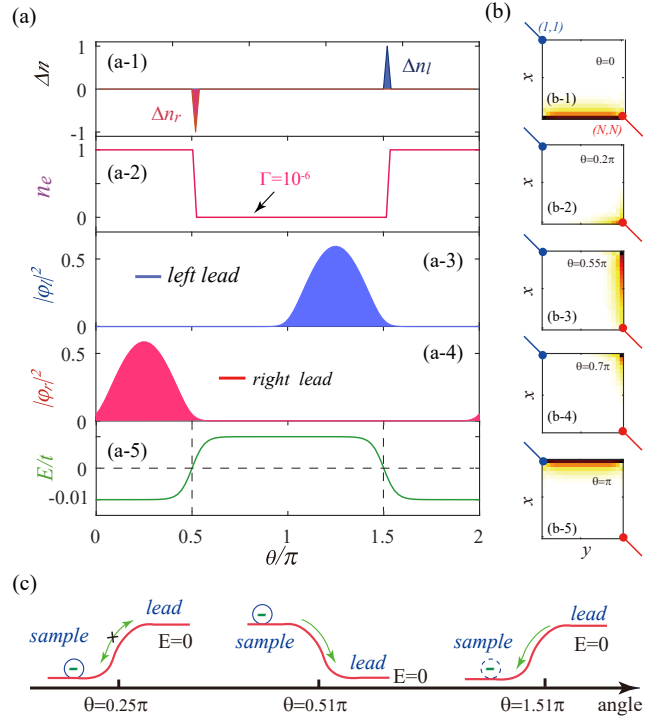 (a)
(b)
(a-1)
1
0
-1
Δn
Δn_r
Δn_l
(a-2)
1
0
n_e
Γ=10^-6
(a-3)
0.5
0
|φ_l|^2
left lead
(a-4)
0.5
0
|φ_r|^2
right lead
(a-5)
0
-0.01
E/t
0 0.5 1 1.5 2
θ/π
(1,1)
θ=0
x
(b-1)
(N,N)
θ=0.2π
x
(b-2)
θ=0.55π
x
(b-3)
θ=0.7π
x
(b-4)
θ=π
x
(b-5)
y
(c)
sample
lead
E=0
θ=0.25π
sample
lead
E=0
θ=0.51π
sample
lead
E=0
θ=1.51π
angle